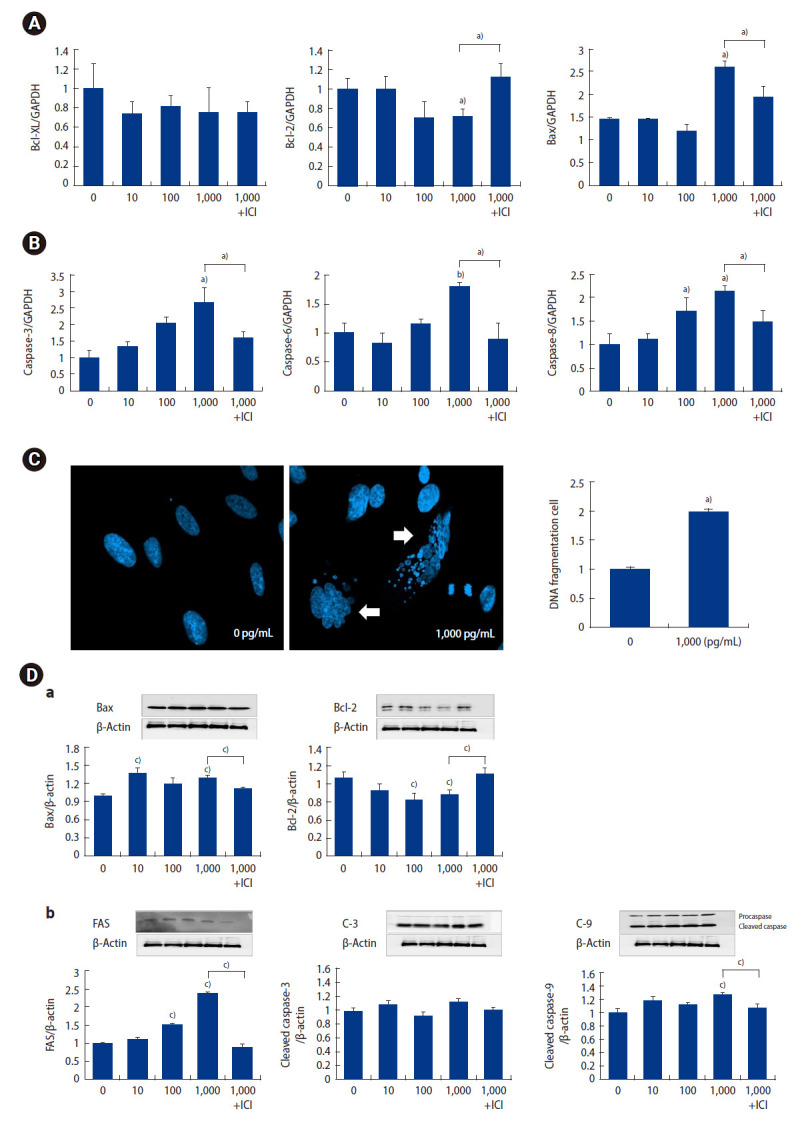 A
Bcl-XL/GAPDH
1.4
1.2
1
0.8
0.6
0.4
0.2
0
0 10 100 1,000 1,000
+ICI
Bcl-2/GAPDH
1.4
1.2
1
0.8
0.6
0.4
0.2
0
a)
a)
0 10 100 1,000 1,000
+ICI
Bax/GAPDH
3
2.5
2
1.5
1
1.5
0
a)
a)
0 10 100 1,000 1,000
+ICI
B
Caspase-3/GAPDH
3.5
3
2.5
2
1.5
1
0.5
0
a)
a)
0 10 100 1,000 1,000
+ICI
Caspase-6/GAPDH
2
1.5
1
0.5
0
a)
b)
0 10 100 1,000 1,000
+ICI
Caspase-8/GAPDH
2.5
2
1.5
1
0.5
0
a)
a)
a)
0 10 100 1,000 1,000
+ICI
C
0 pg/mL
1,000 pg/mL
DNA fragmentation cell
2.5
2
1.5
1
0.5
0
a)
0 1,000 (pg/mL)
D
a
Bax
β-Actin
Bax/β-actin
1.8
1.5
1.2
0.9
0.6
0.3
0
c)
c)
c)
0 10 100 1,000 1,000
+ICI
Bcl-2
β-Actin
Bcl-2/β-actin
1.4
1.2
1
0.8
0.6
0.4
0.2
0
c)
c)
c)
0 10 100 1,000 1,000
+ICI
b
FAS
β-Actin
FAS/β-actin
3
2.5
2
1.5
1
0.5
0
c)
c)
c)
0 10 100 1,000 1,000
+ICI
C-3
β-Actin
Cleaved caspase-3
/β-actin
1.6
1.4
1.2
1
0.8
0.6
0.4
0.2
0
0 10 100 1,000 1,000
+ICI
C-9
Procaspase
Cleaved caspase
β-Actin
Cleaved caspase-9
/β-actin
1.6
1.4
1.2
1
0.8
0.6
0.4
0.2
0
c)
c)
0 10 100 1,000 1,000
+ICI